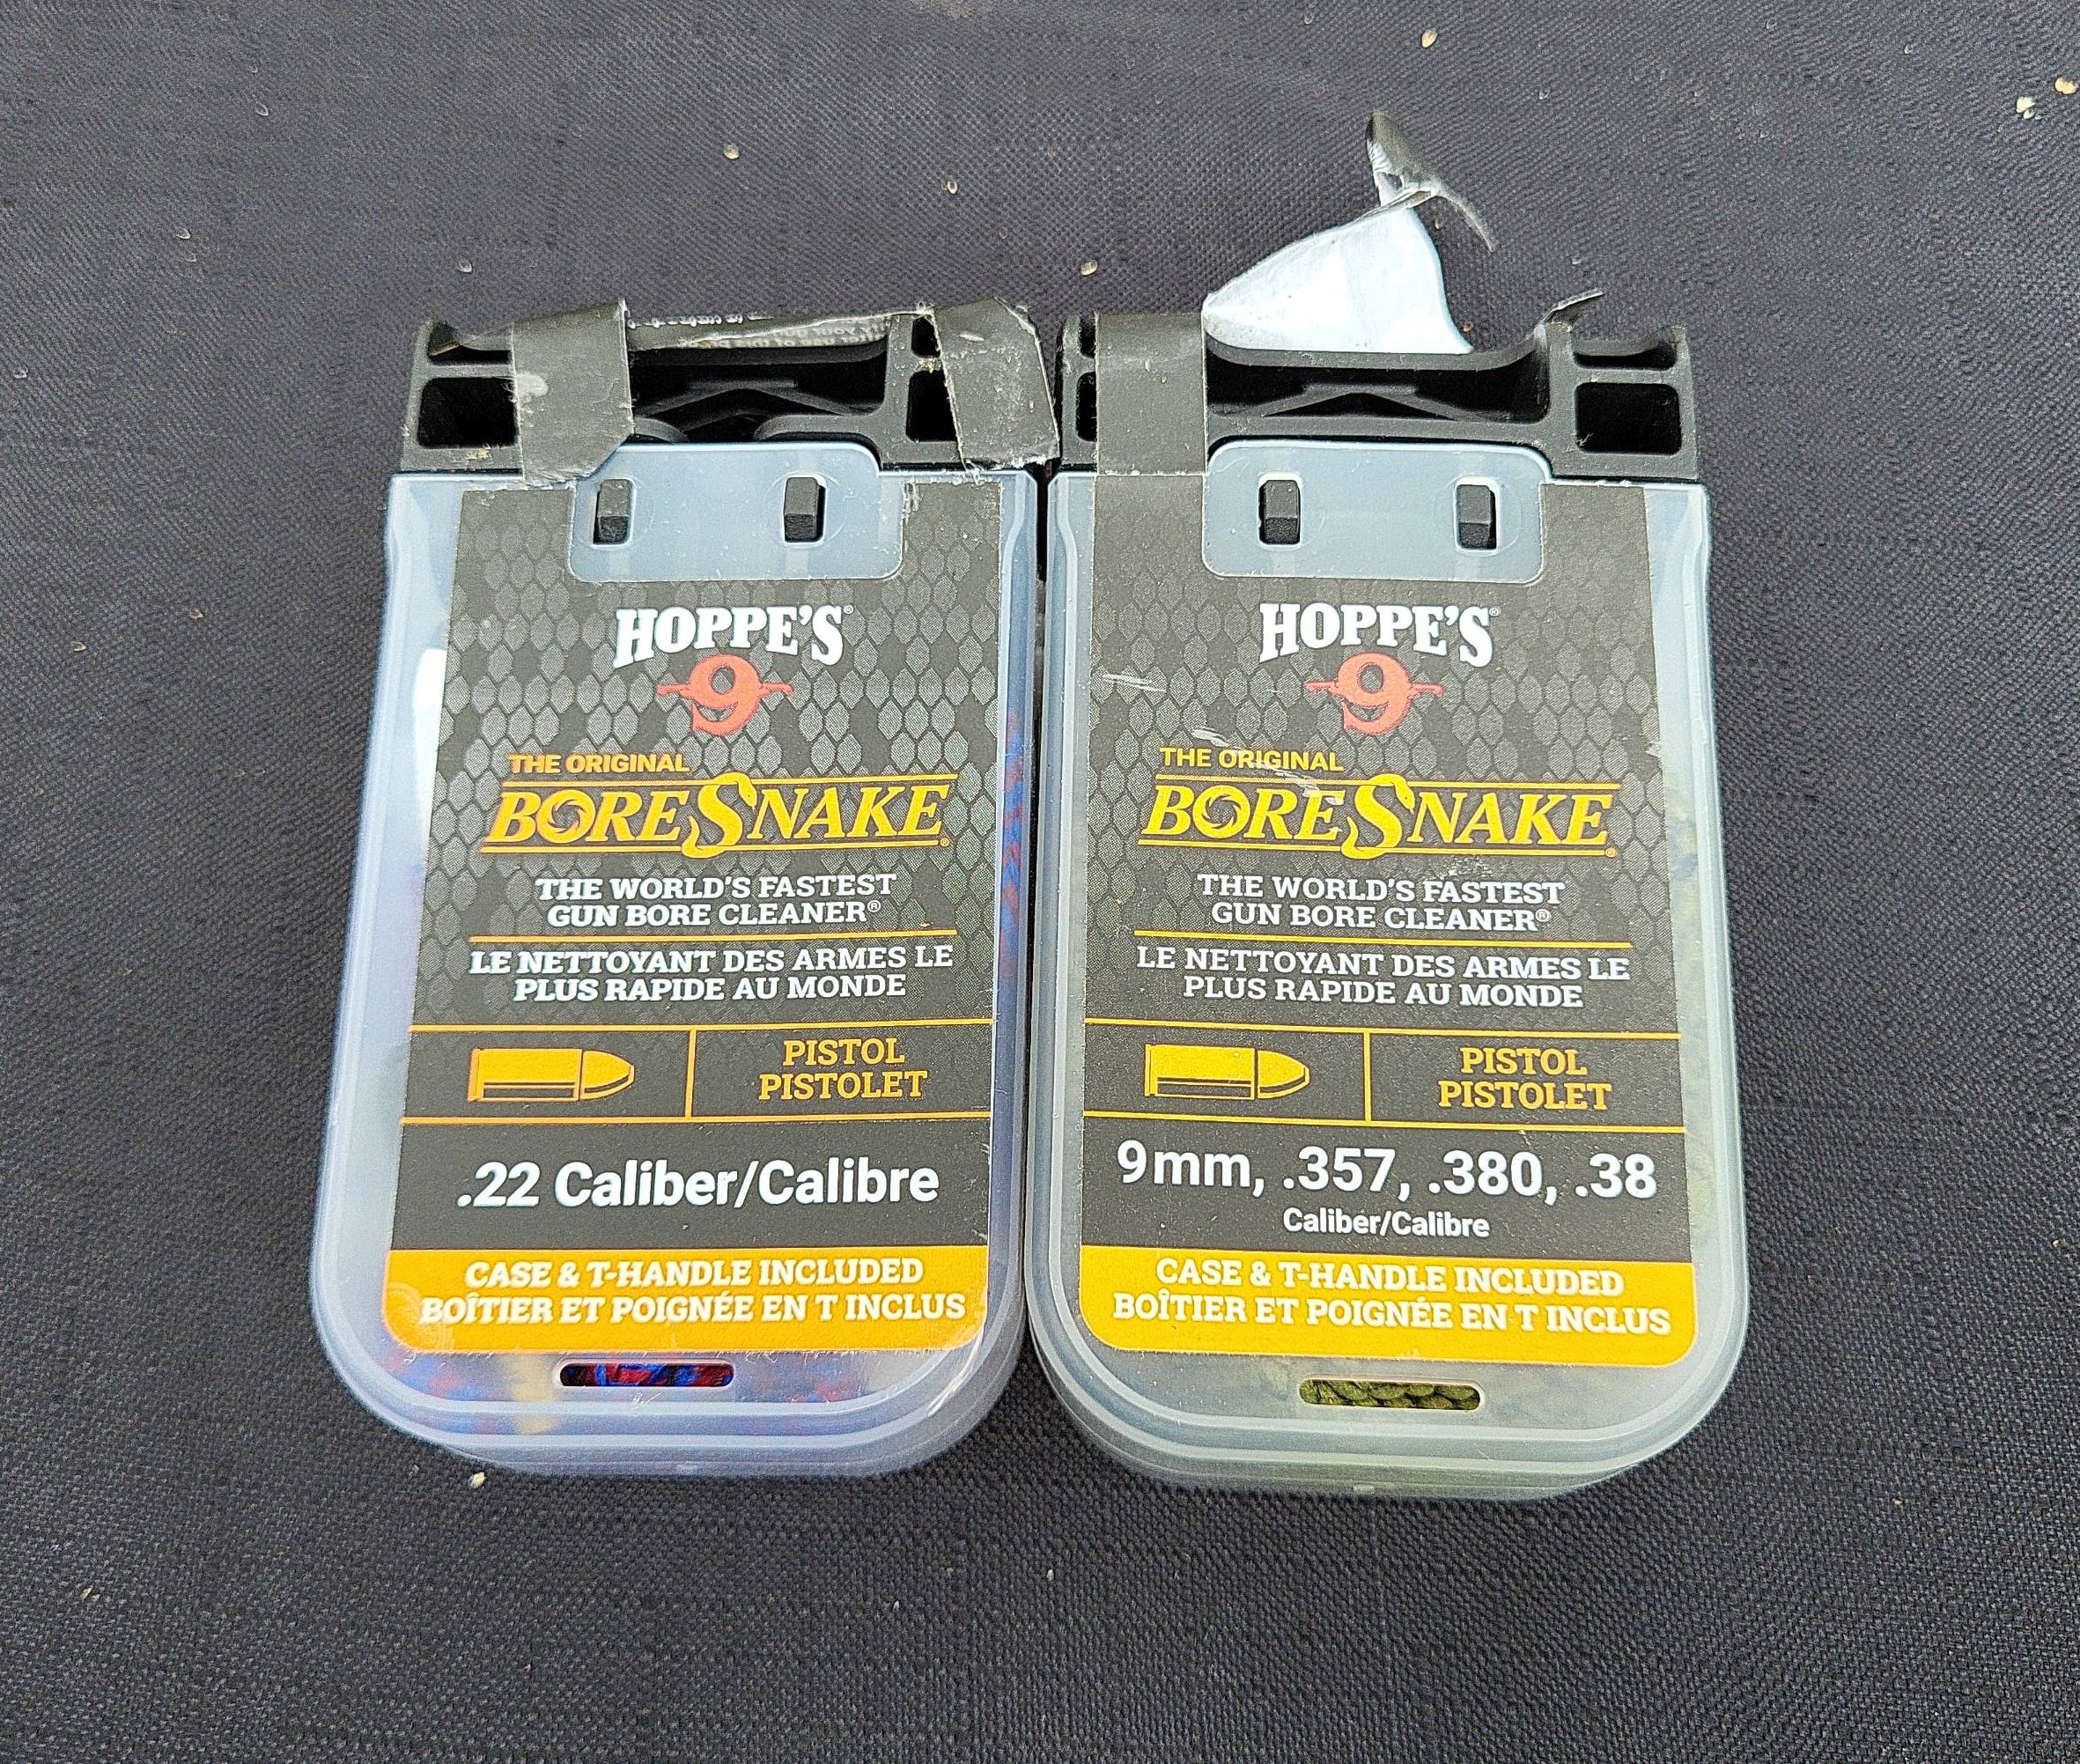 HOPPE'S®
9
THE ORIGINAL
BORESNAKE®
THE WORLD'S FASTEST
GUN BORE CLEANER®
LE NETTOYANT DES ARMES LE
PLUS RAPIDE AU MONDE
PISTOL
PISTOLET
.22 Caliber/Calibre
CASE & T-HANDLE INCLUDED
BOÎTIER ET POIGNÉE EN T INCLUS
HOPPE'S®
9
THE ORIGINAL
BORESNAKE®
THE WORLD'S FASTEST
GUN BORE CLEANER®
LE NETTOYANT DES ARMES LE
PLUS RAPIDE AU MONDE
PISTOL
PISTOLET
9mm, .357, .380, .38
Caliber/Calibre
CASE & T-HANDLE INCLUDED
BOÎTIER ET POIGNÉE EN T INCLUS